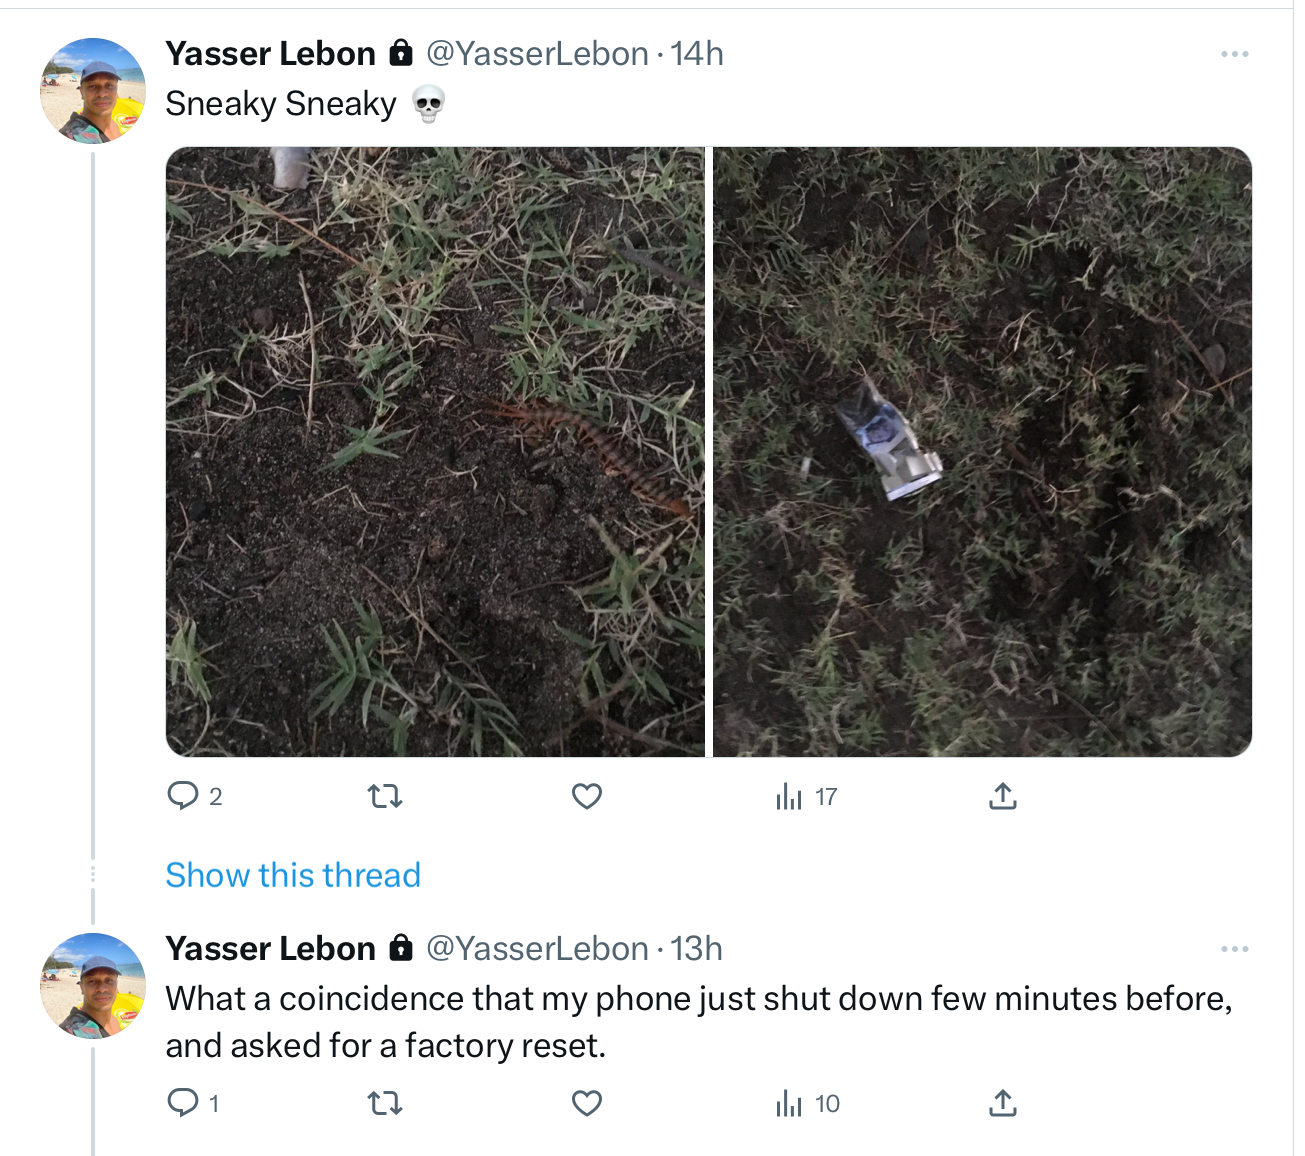 Yasser Lebon @YasserLebon · 14h
Sneaky Sneaky 💀
2
17
Show this thread
Yasser Lebon @YasserLebon · 13h
What a coincidence that my phone just shut down few minutes before,
and asked for a factory reset.
1
10